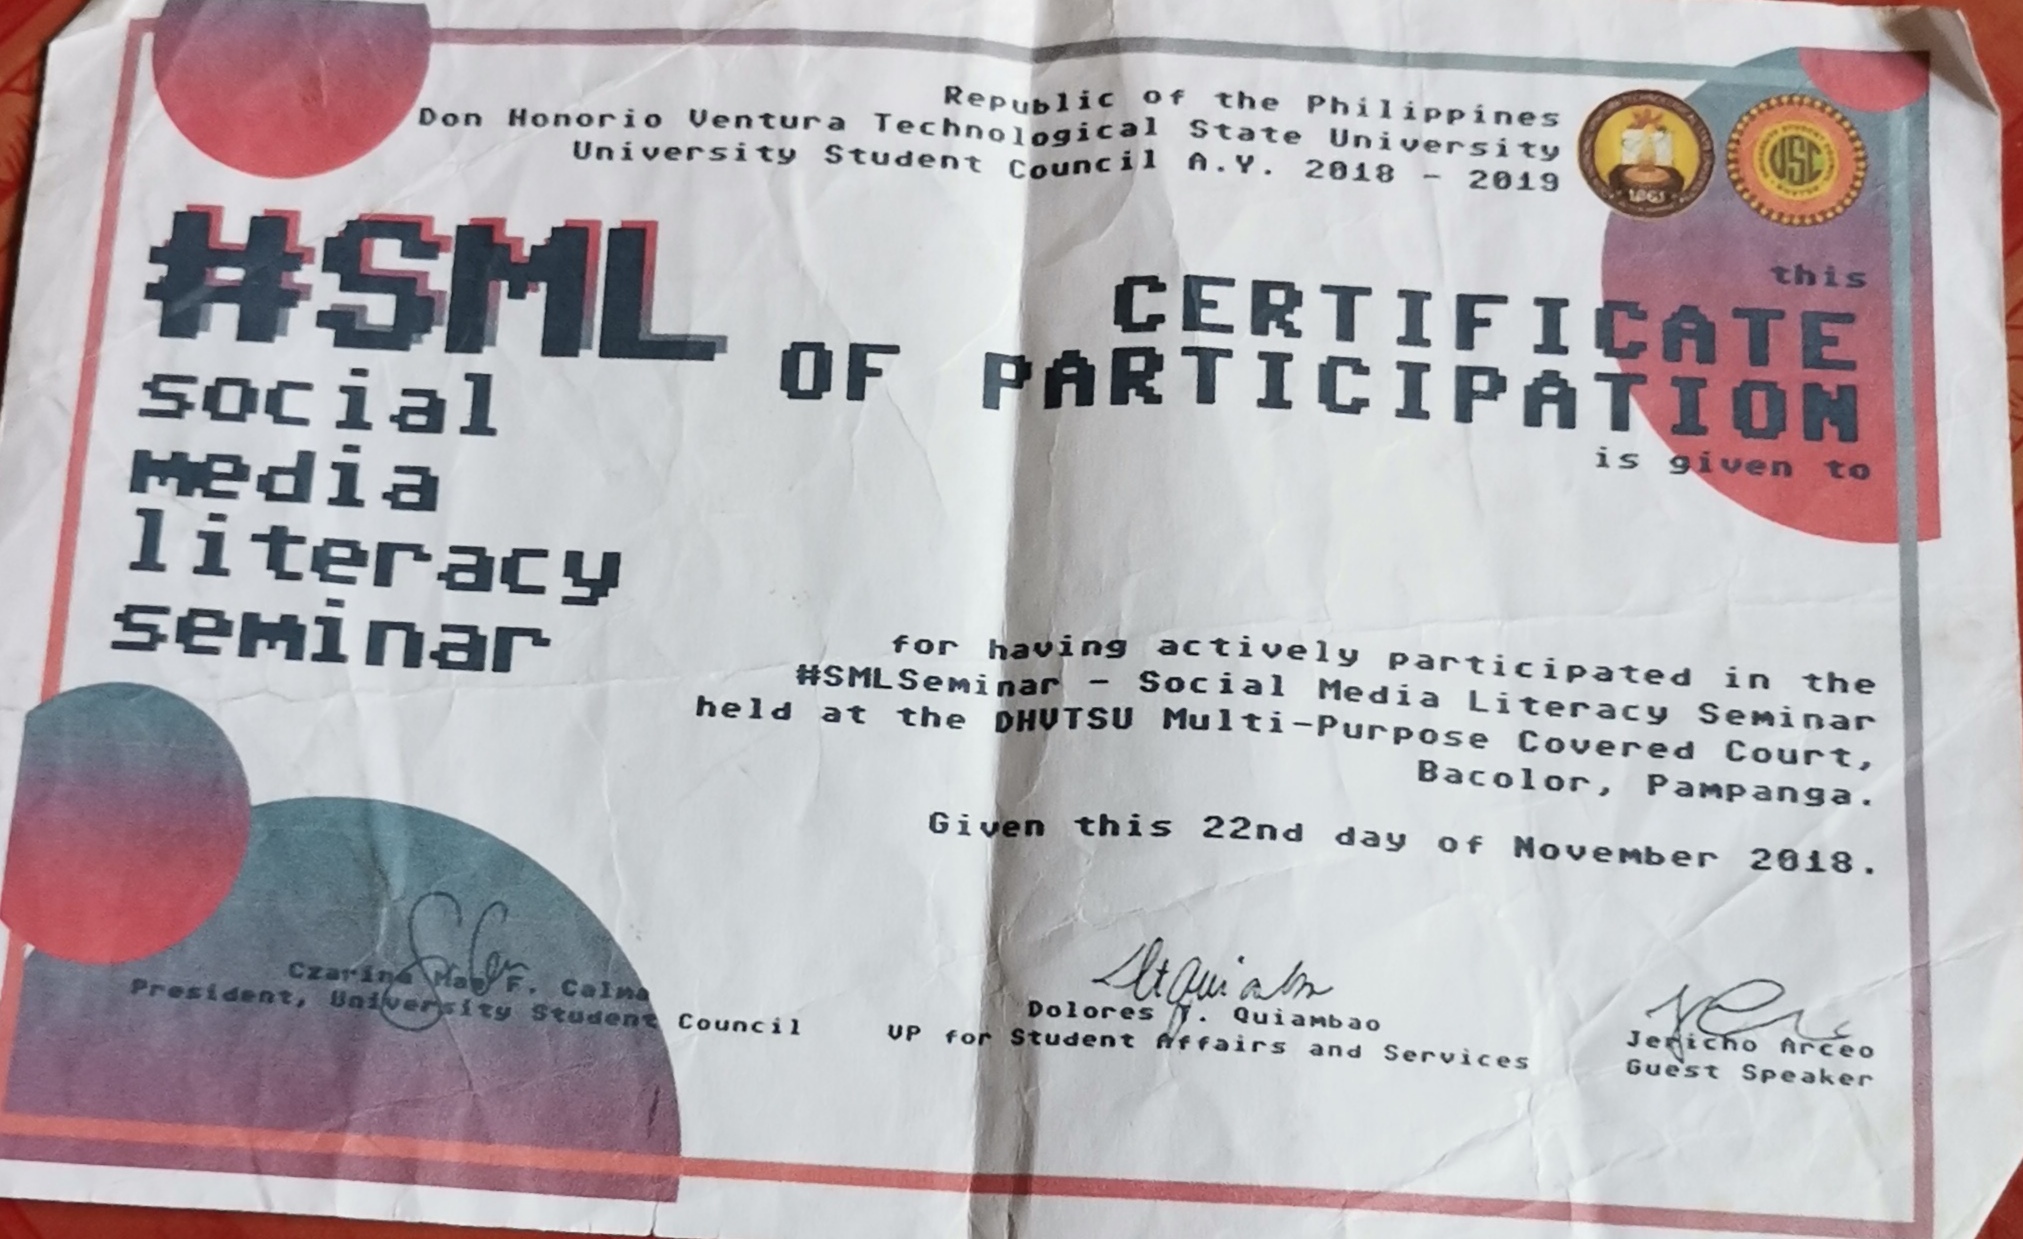 Republic of the Philippines
Don Honorio Ventura Technological State University
University Student Council A.Y. 2018 - 2019
1861
USC
#SML
social
media
literacy
seminar
this
CERTIFICATE
OF PARTICIPATION
is given to
for having actively participated in the
#SMLSeminar - Social Media Literacy Seminar
held at the DHVTSU Multi-Purpose Covered Court,
Bacolor, Pampanga.
Given this 22nd day of November 2018.
Czarina Mae F. Calma
President, University Student Council
Dolores T. Quiambao
VP for Student Affairs and Services
Jericho Arceo
Guest Speaker